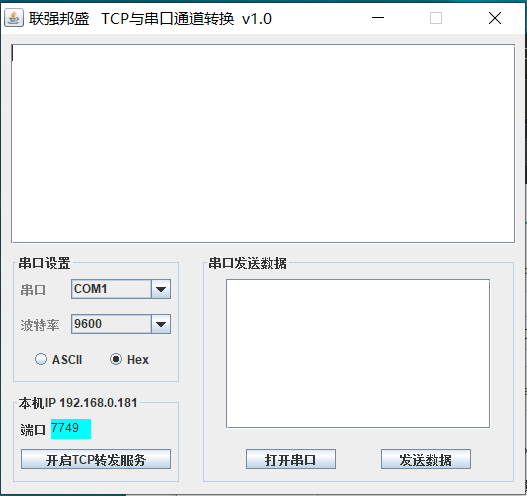 联强邦盛 TCP与串口通道转换 v1.0
串口设置
串口 COM1
波特率 9600
ASCII Hex
本机IP 192.168.0.181
端口 7749
开启TCP转发服务
串口发送数据
打开串口 发送数据